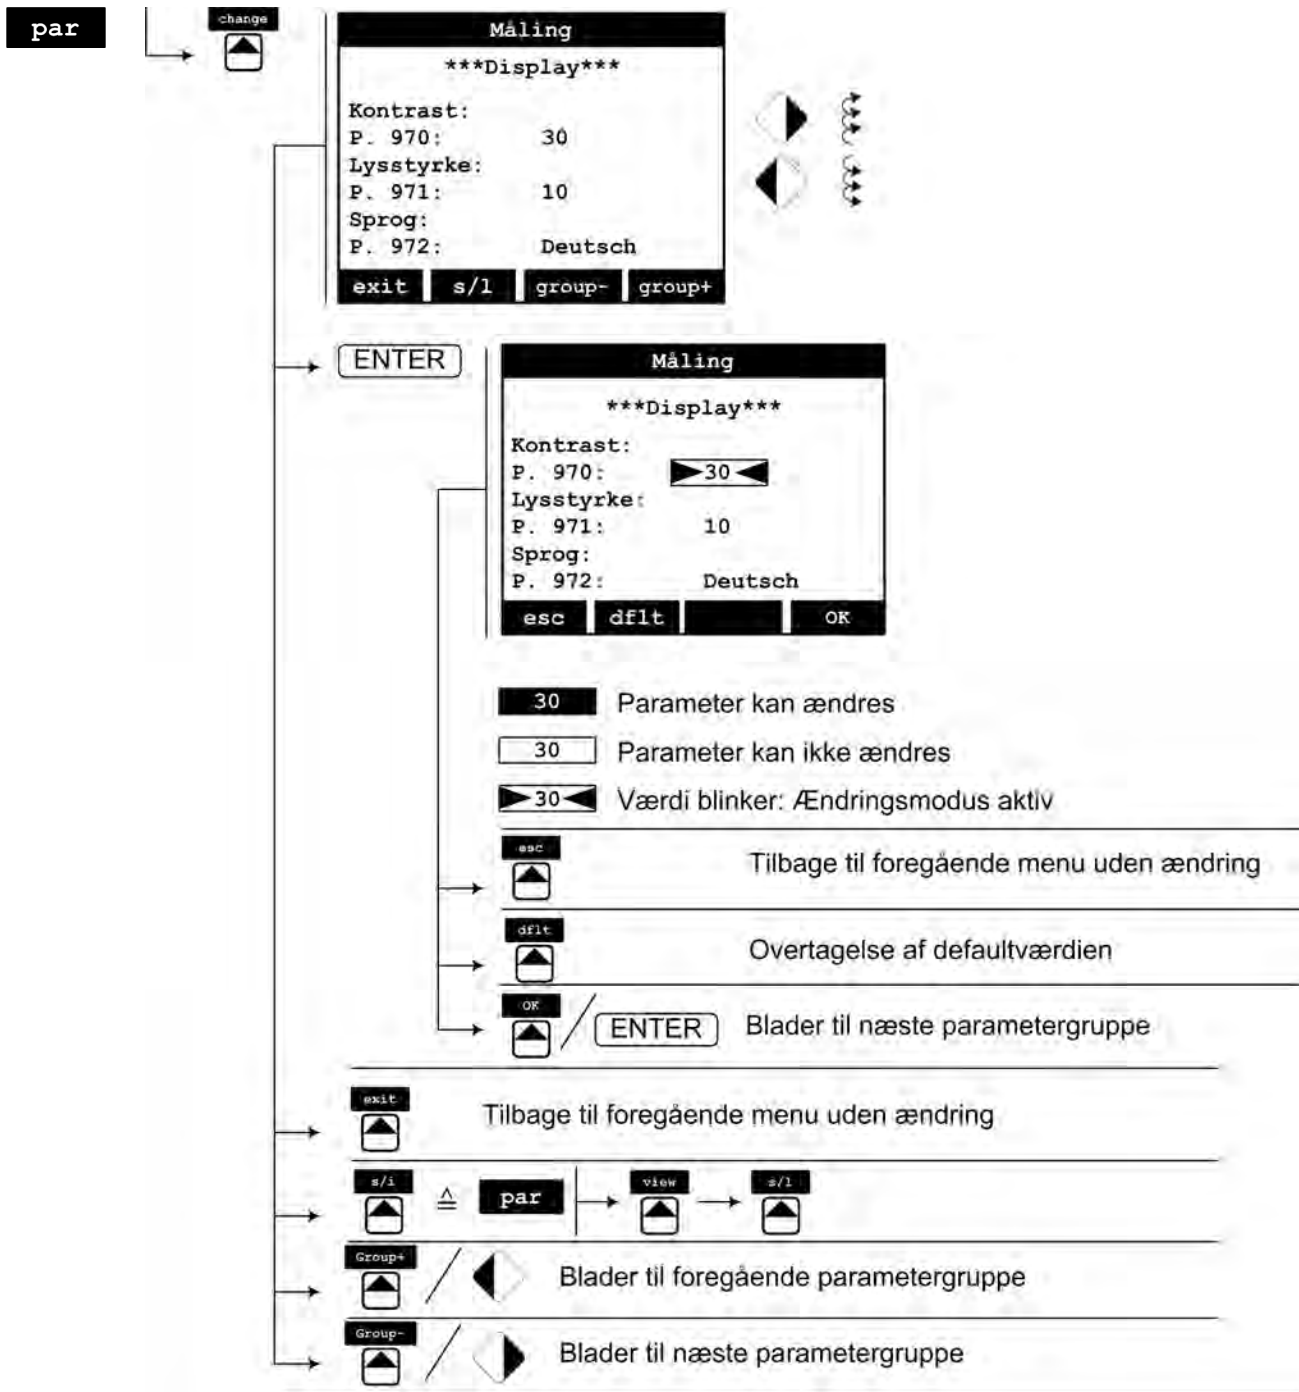 par
change
Måling
***Display***
Kontrast:
P. 970: 30
Lysstyrke:
P. 971: 10
Sprog:
P. 972: Deutsch
exit s/l group- group+
ENTER
Måling
***Display***
Kontrast:
P. 970: 30
Lysstyrke:
P. 971: 10
Sprog:
P. 972: Deutsch
esc dflt OK
30 Parameter kan ændres
30 Parameter kan ikke ændres
30 Værdi blinker: Ændringsmodus aktiv
esc
Tilbage til foregående menu uden ændring
dflt
Overtagelse af defaultværdien
OK
/ ENTER Blader til næste parametergruppe
exit
Tilbage til foregående menu uden ændring
s/i ≙ par view s/l
Group+
/ Blader til foregående parametergruppe
Group-
/ Blader til næste parametergruppe